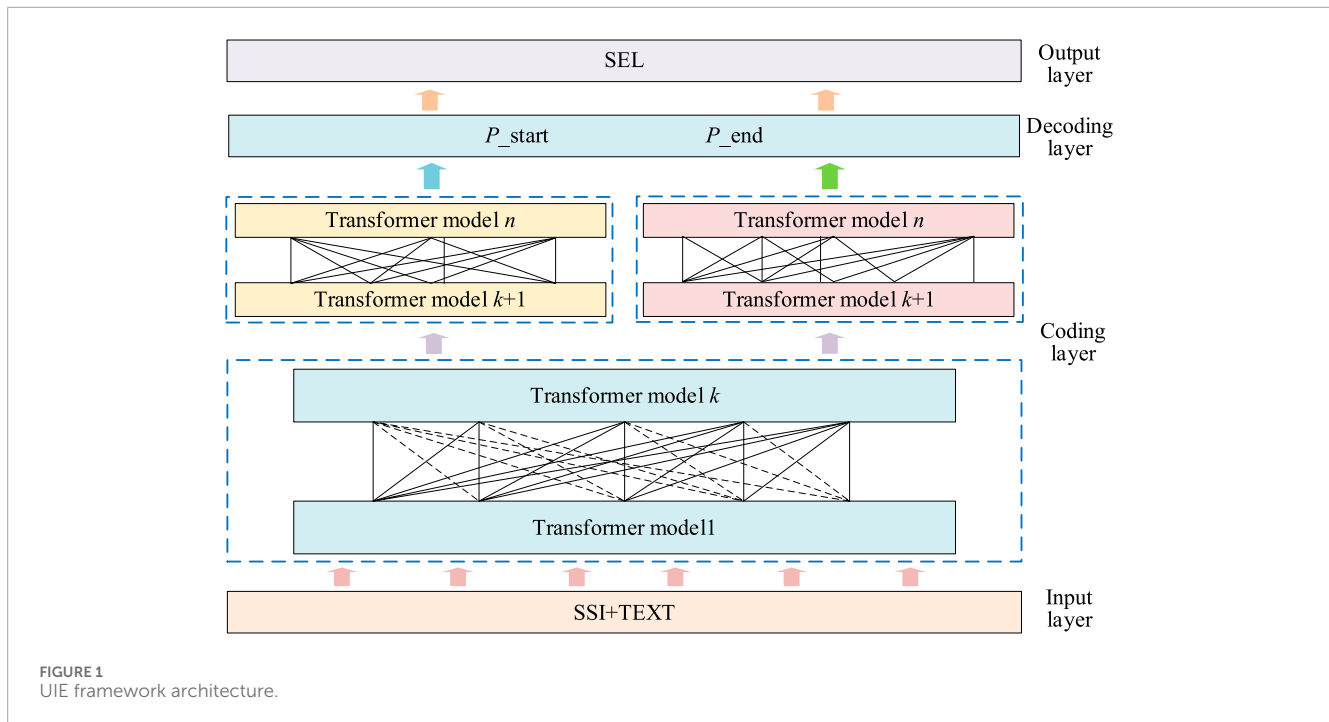 SEL
Output
layer
P_start P_end
Decoding
layer
Transformer model n
Transformer model n
Transformer model k+1
Transformer model k+1
Coding
layer
Transformer model k
Transformer model1
SSI+TEXT
Input
layer
FIGURE 1
UIE framework architecture.